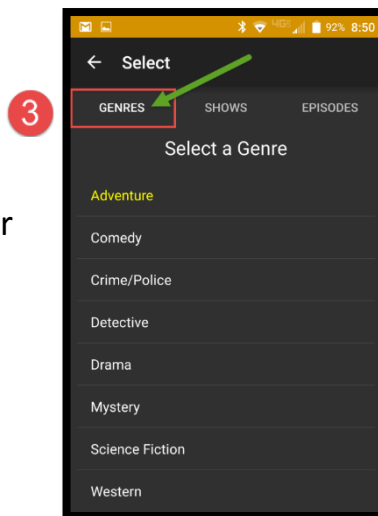 4G 92% 8:50
← Select
3
GENRES SHOWS EPISODES
Select a Genre
Adventure
r
Comedy
Crime/Police
Detective
Drama
Mystery
Science Fiction
Western